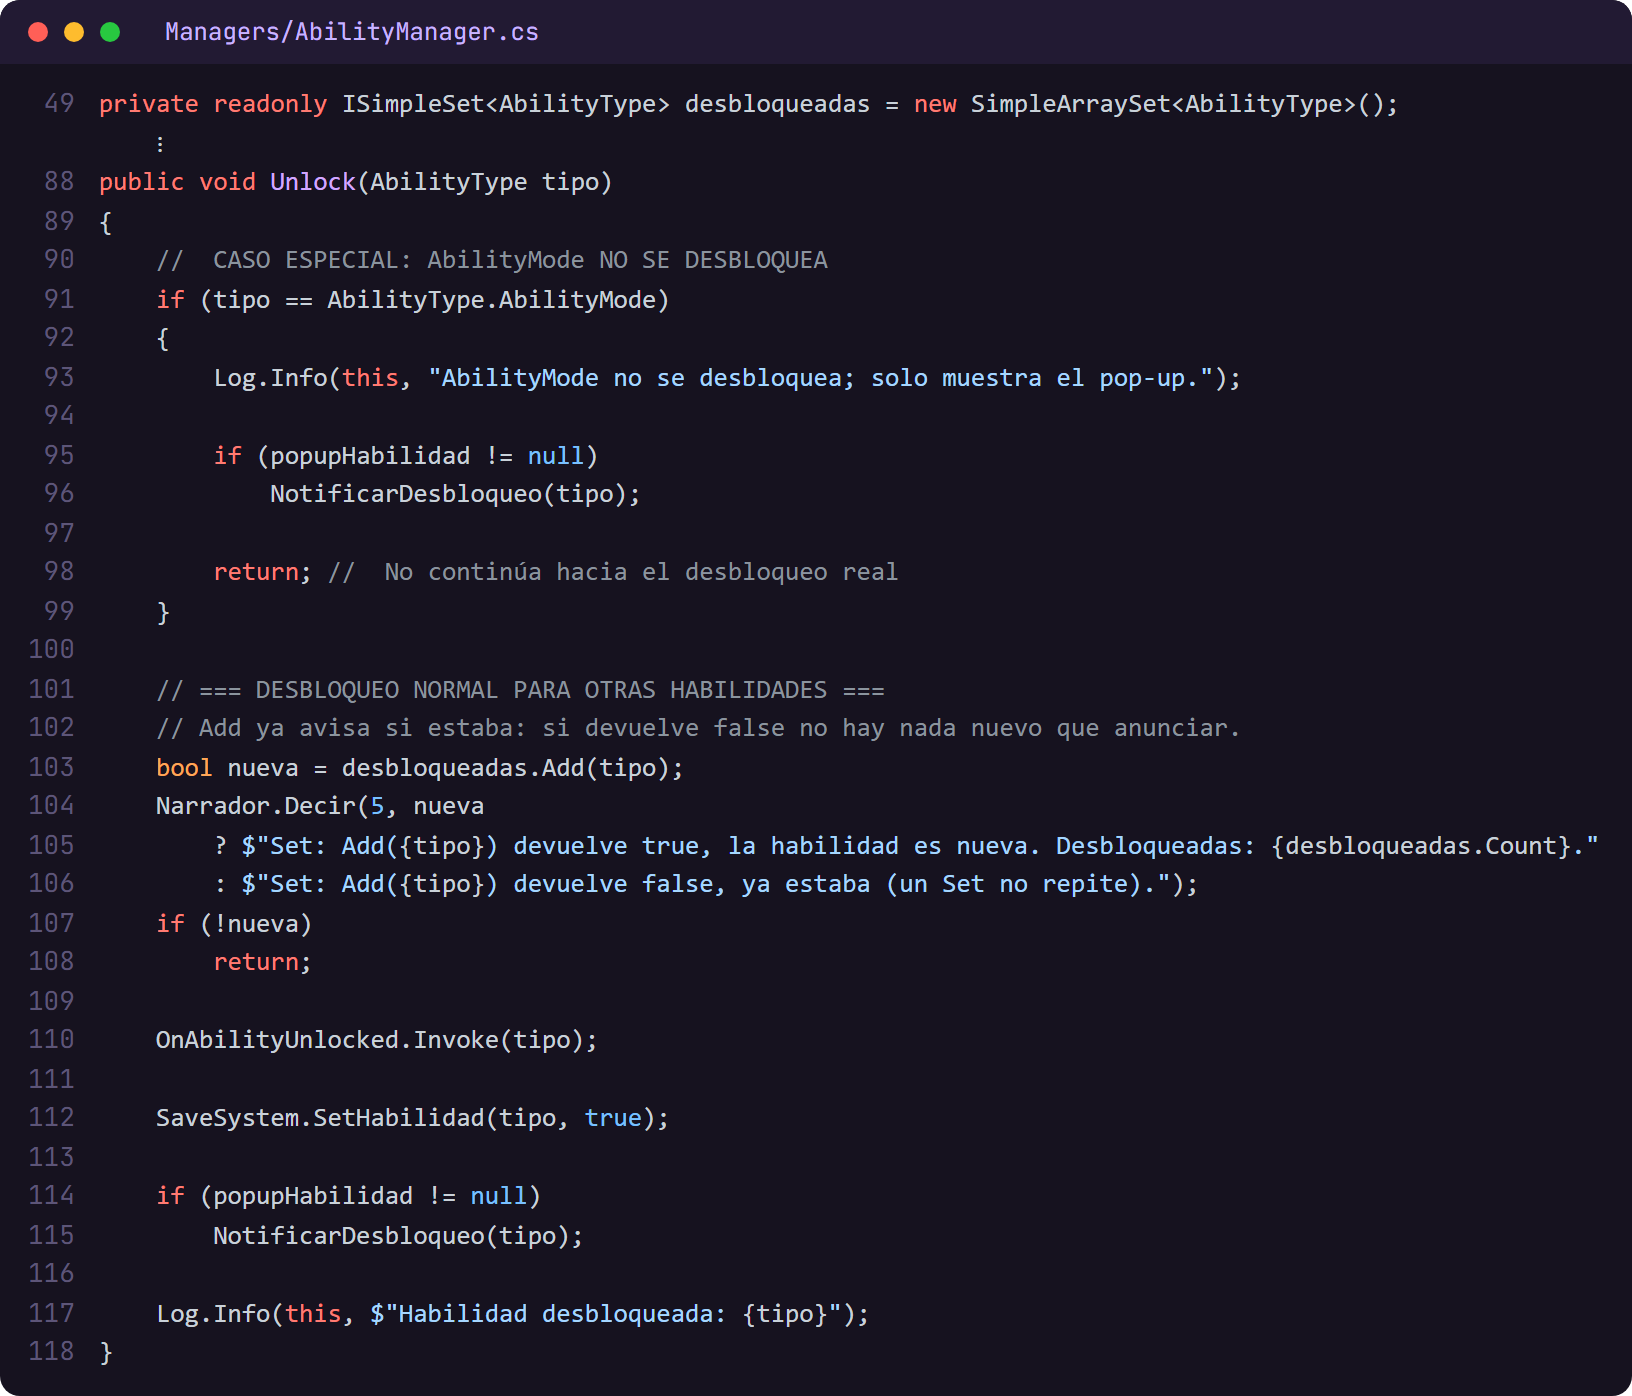 Managers/AbilityManager.cs
49 private readonly ISimpleSet<AbilityType> desbloqueadas = new SimpleArraySet<AbilityType>();
⋮
88 public void Unlock(AbilityType tipo)
89 {
90     //  CASO ESPECIAL: AbilityMode NO SE DESBLOQUEA
91     if (tipo == AbilityType.AbilityMode)
92     {
93         Log.Info(this, "AbilityMode no se desbloquea; solo muestra el pop-up.");
94
95         if (popupHabilidad != null)
96             NotificarDesbloqueo(tipo);
97
98         return; //  No continúa hacia el desbloqueo real
99     }
100
101     // === DESBLOQUEO NORMAL PARA OTRAS HABILIDADES ===
102     // Add ya avisa si estaba: si devuelve false no hay nada nuevo que anunciar.
103     bool nueva = desbloqueadas.Add(tipo);
104     Narrador.Decir(5, nueva
105         ? $"Set: Add({tipo}) devuelve true, la habilidad es nueva. Desbloqueadas: {desbloqueadas.Count}."
106         : $"Set: Add({tipo}) devuelve false, ya estaba (un Set no repite).");
107     if (!nueva)
108         return;
109
110     OnAbilityUnlocked.Invoke(tipo);
111
112     SaveSystem.SetHabilidad(tipo, true);
113
114     if (popupHabilidad != null)
115         NotificarDesbloqueo(tipo);
116
117     Log.Info(this, $"Habilidad desbloqueada: {tipo}");
118 }